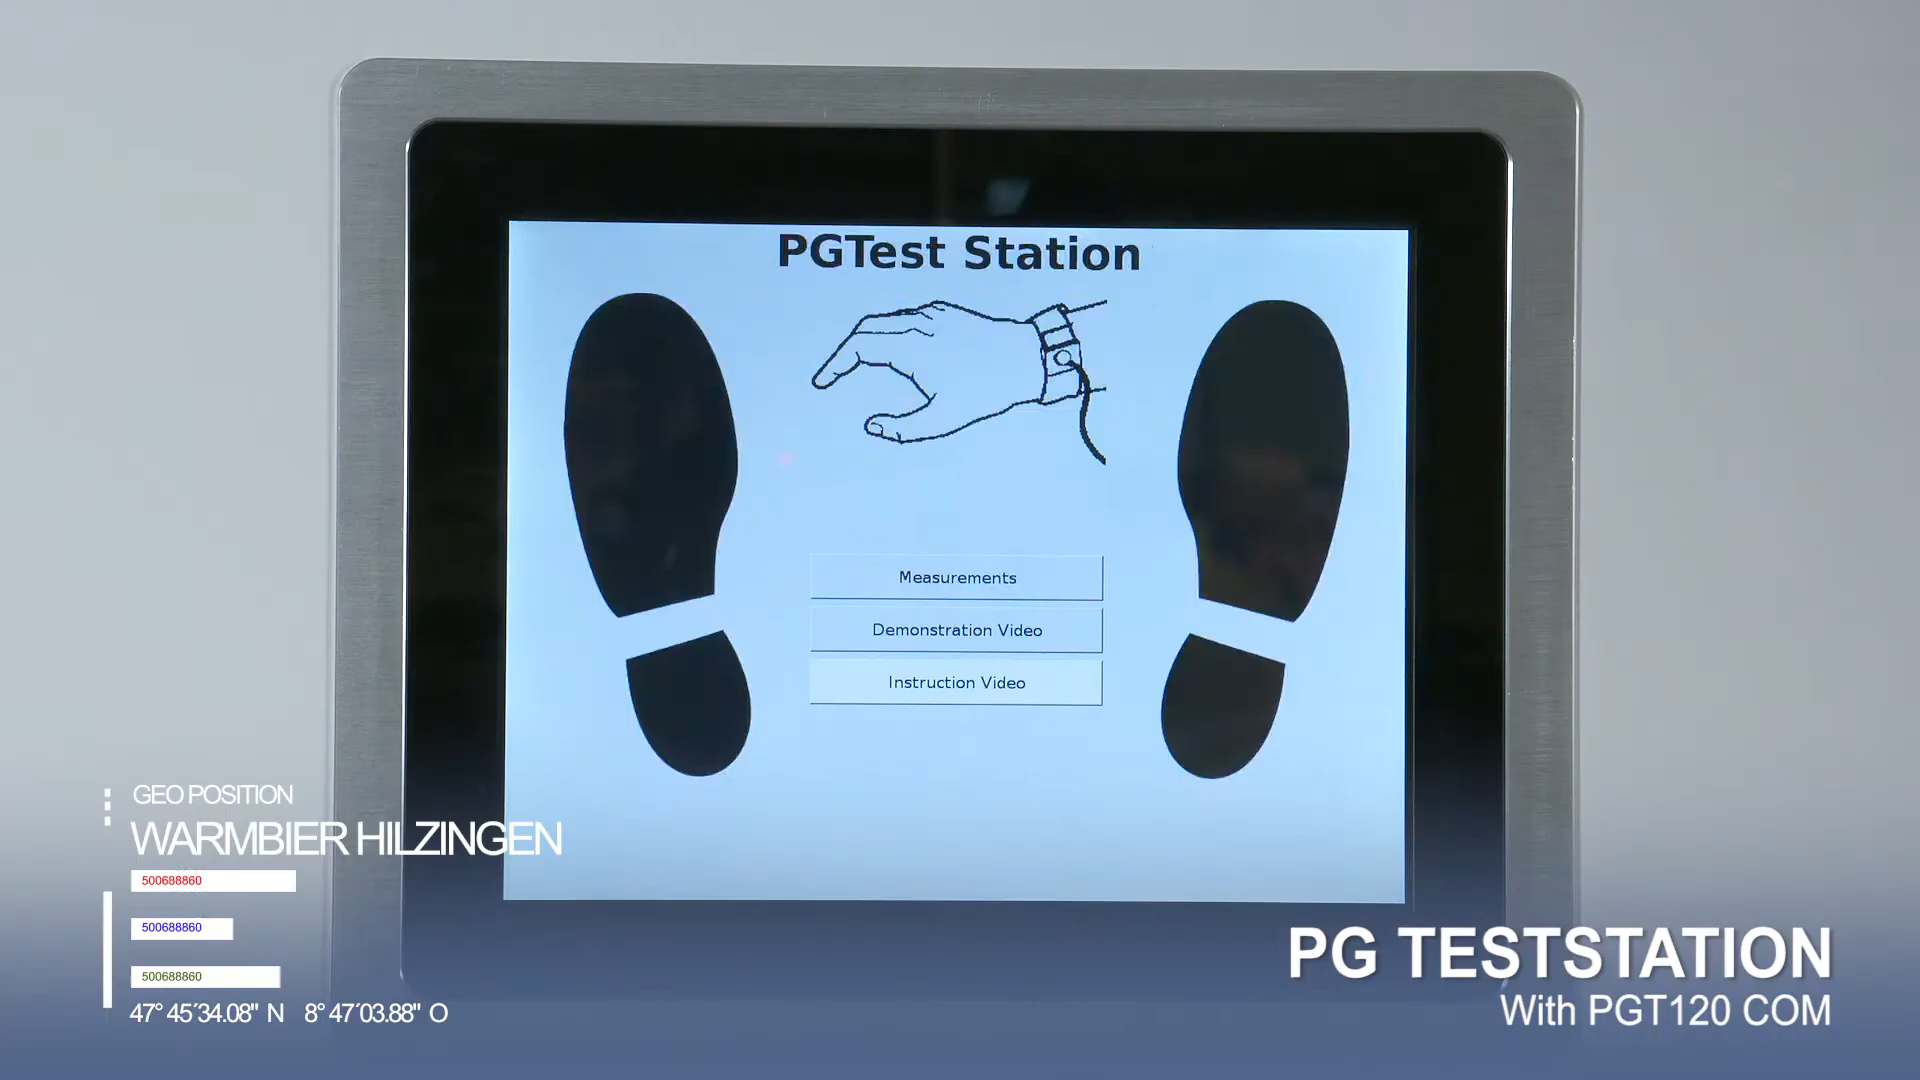 PGTest Station
Measurements
Demonstration Video
Instruction Video
GEO POSITION
WARMBIER HILZINGEN
500688860
500688860
500688860
47° 45´34.08" N 8° 47´03.88" O
PG TESTSTATION
With PGT120 COM